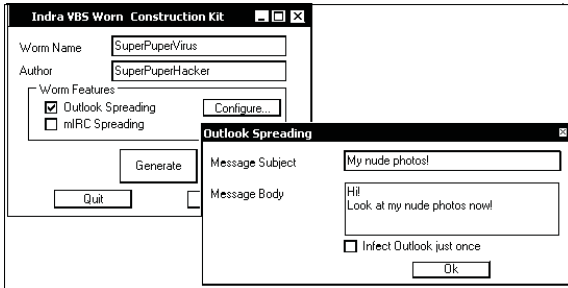 Indra VBS Worn Construction Kit
Worm Name
SuperPuperVirus
Author
SuperPuperHacker
Worm Features
Outlook Spreading
Configure...
mIRC Spreading
Generate
Quit
Outlook Spreading
Message Subject
My nude photos!
Message Body
Hi!
Look at my nude photos now!
Infect Outlook just once
Ok